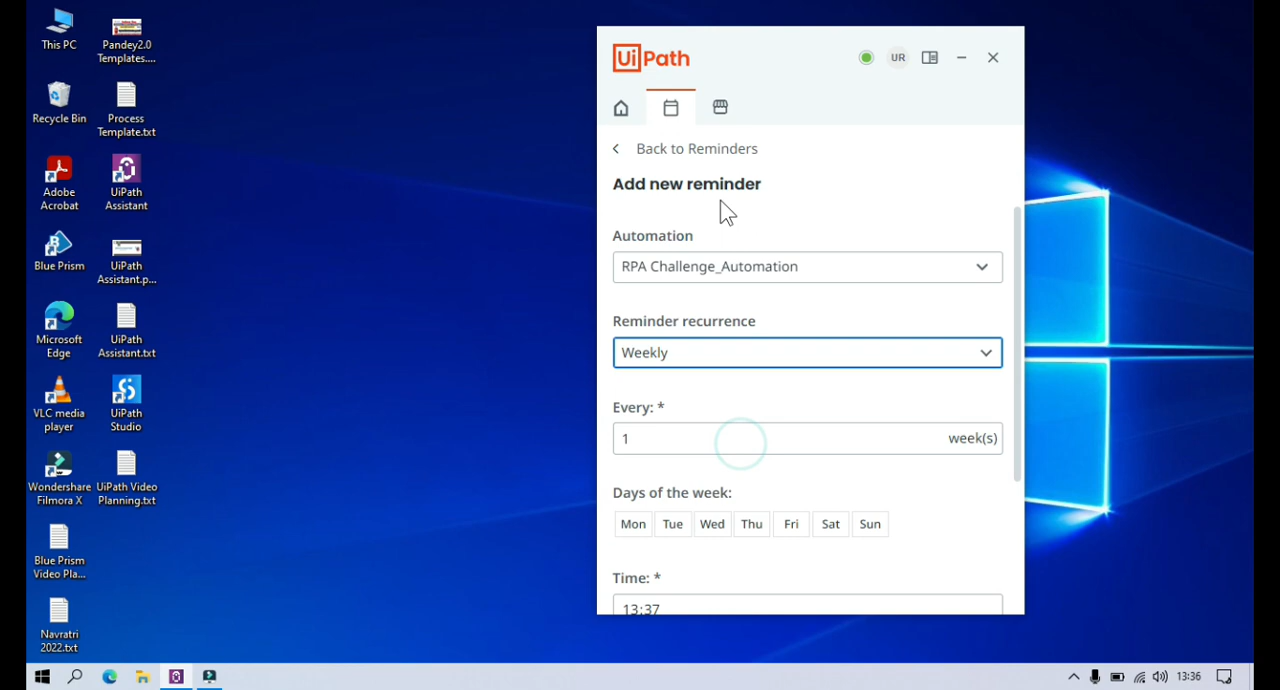 This PC
Pandey2.0
Templates....
Recycle Bin
Process
Template.txt
Adobe
Acrobat
UiPath
Assistant
Blue Prism
UiPath
Assistant.p...
Microsoft
Edge
UiPath
Assistant.txt
VLC media
player
UiPath
Studio
Wondershare
Filmora X
UiPath Video
Planning.txt
Blue Prism
Video Pla...
Navratri
2022.txt
UiPath
UR
Back to Reminders
Add new reminder
Automation
RPA Challenge_Automation
Reminder recurrence
Weekly
Every: *
1 week(s)
Days of the week:
Mon Tue Wed Thu Fri Sat Sun
Time: *
13:37
13:36